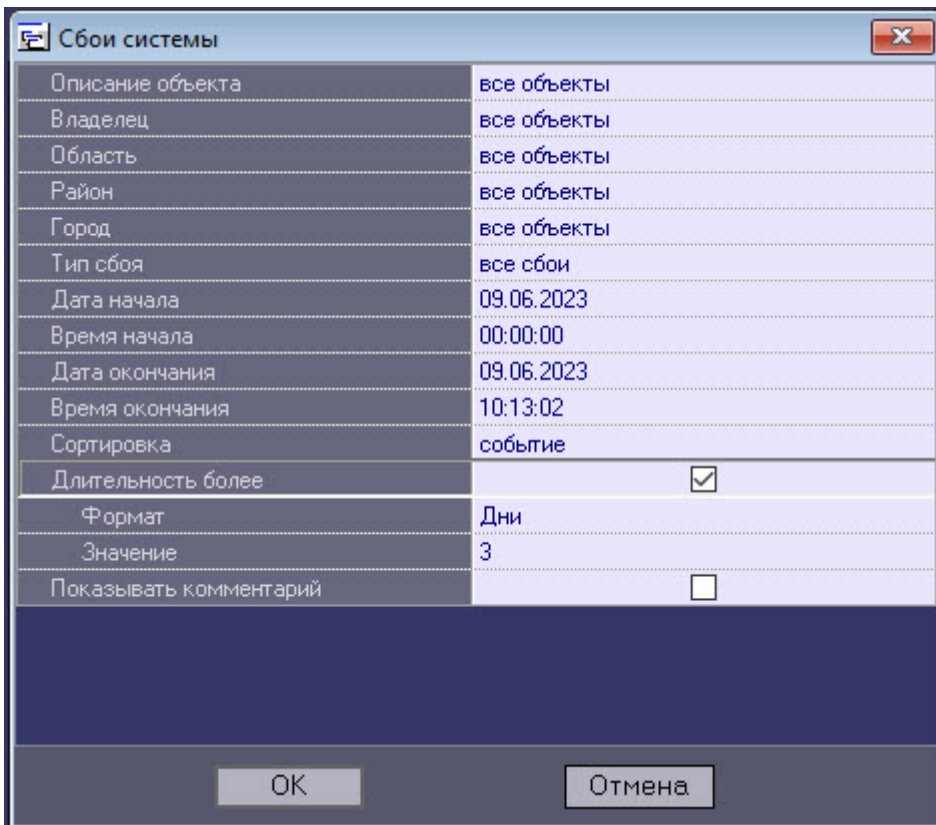 Сбои системы
Описание объекта все объекты
Владелец все объекты
Область все объекты
Район все объекты
Город все объекты
Тип сбоя все сбои
Дата начала 09.06.2023
Время начала 00:00:00
Дата окончания 09.06.2023
Время окончания 10:13:02
Сортировка событие
Длительность более
Формат Дни
Значение 3
Показывать комментарий
OK Отмена